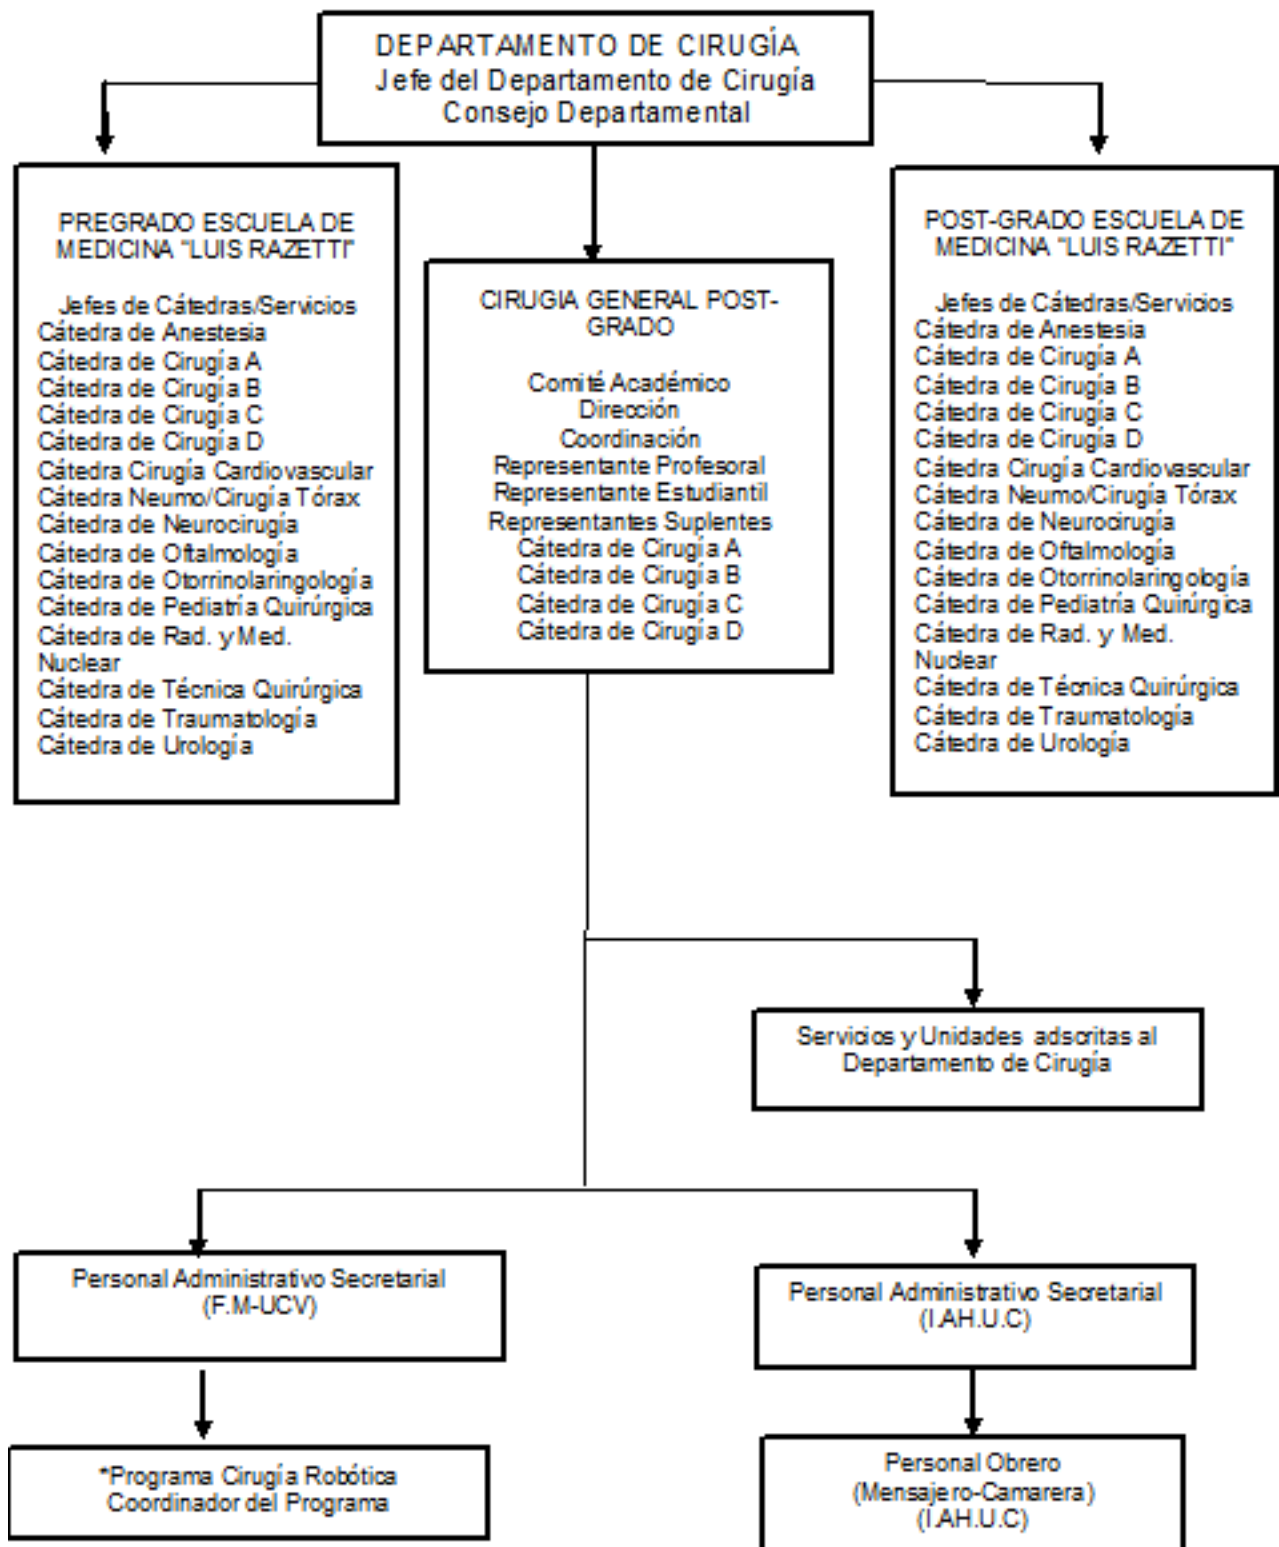 DEPARTAMENTO DE CIRUGÍA
Jefe del Departamento de Cirugía
Consejo Departamental
PREGRADO ESCUELA DE
MEDICINA "LUIS RAZETTI"
Jefes de Cátedras/Servicios
Cátedra de Anestesia
Cátedra de Cirugía A
Cátedra de Cirugía B
Cátedra de Cirugía C
Cátedra de Cirugía D
Cátedra Cirugía Cardiovascular
Cátedra Neumo/Cirugía Tórax
Cátedra de Neurocirugía
Cátedra de Oftalmología
Cátedra de Otorrinolaringología
Cátedra de Pediatría Quirúrgica
Cátedra de Rad. y Med.
Nuclear
Cátedra de Técnica Quirúrgica
Cátedra de Traumatología
Cátedra de Urología
CIRUGIA GENERAL POST-
GRADO
Comité Académico
Dirección
Coordinación
Representante Profesoral
Representante Estudiantil
Representantes Suplentes
Cátedra de Cirugía A
Cátedra de Cirugía B
Cátedra de Cirugía C
Cátedra de Cirugía D
POST-GRADO ESCUELA DE
MEDICINA "LUIS RAZETTI"
Jefes de Cátedras/Servicios
Cátedra de Anestesia
Cátedra de Cirugía A
Cátedra de Cirugía B
Cátedra de Cirugía C
Cátedra de Cirugía D
Cátedra Cirugía Cardiovascular
Cátedra Neumo/Cirugía Tórax
Cátedra de Neurocirugía
Cátedra de Oftalmología
Cátedra de Otorrinolaringología
Cátedra de Pediatría Quirúrgica
Cátedra de Rad. y Med.
Nuclear
Cátedra de Técnica Quirúrgica
Cátedra de Traumatología
Cátedra de Urología
Servicios y Unidades adscritas al
Departamento de Cirugía
Personal Administrativo Secretarial
(F.M-UCV)
Personal Administrativo Secretarial
(I.AH.U.C)
*Programa Cirugía Robótica
Coordinador del Programa
Personal Obrero
(Mensajero-Camarera)
(I.AH.U.C)